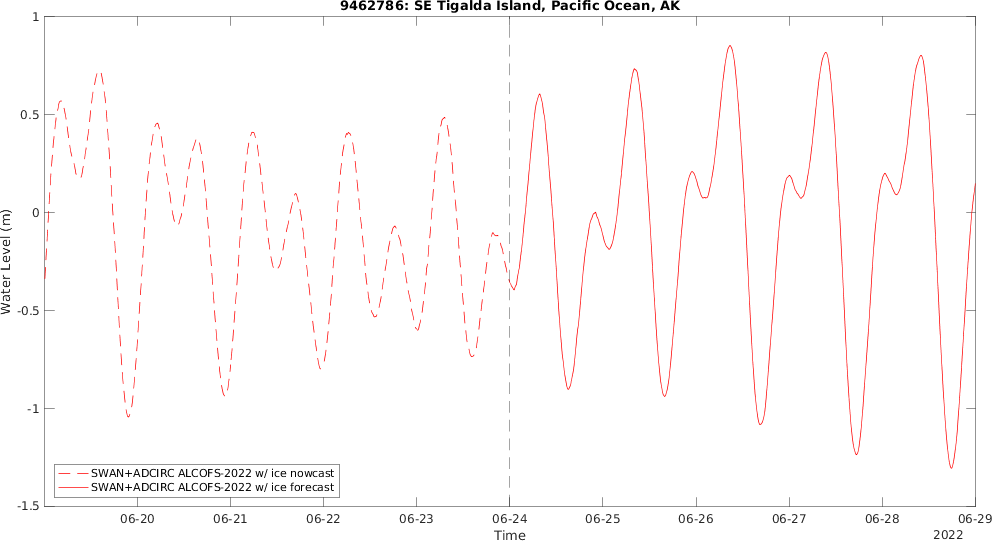 9462786: SE Tigalda Island, Pacific Ocean, AK
1
0.5
0
-0.5
-1
-1.5
Water Level (m)
SWAN+ADCIRC ALCOFS-2022 w/ ice nowcast
SWAN+ADCIRC ALCOFS-2022 w/ ice forecast
06-20 06-21 06-22 06-23 06-24 06-25 06-26 06-27 06-28 06-29
Time
2022